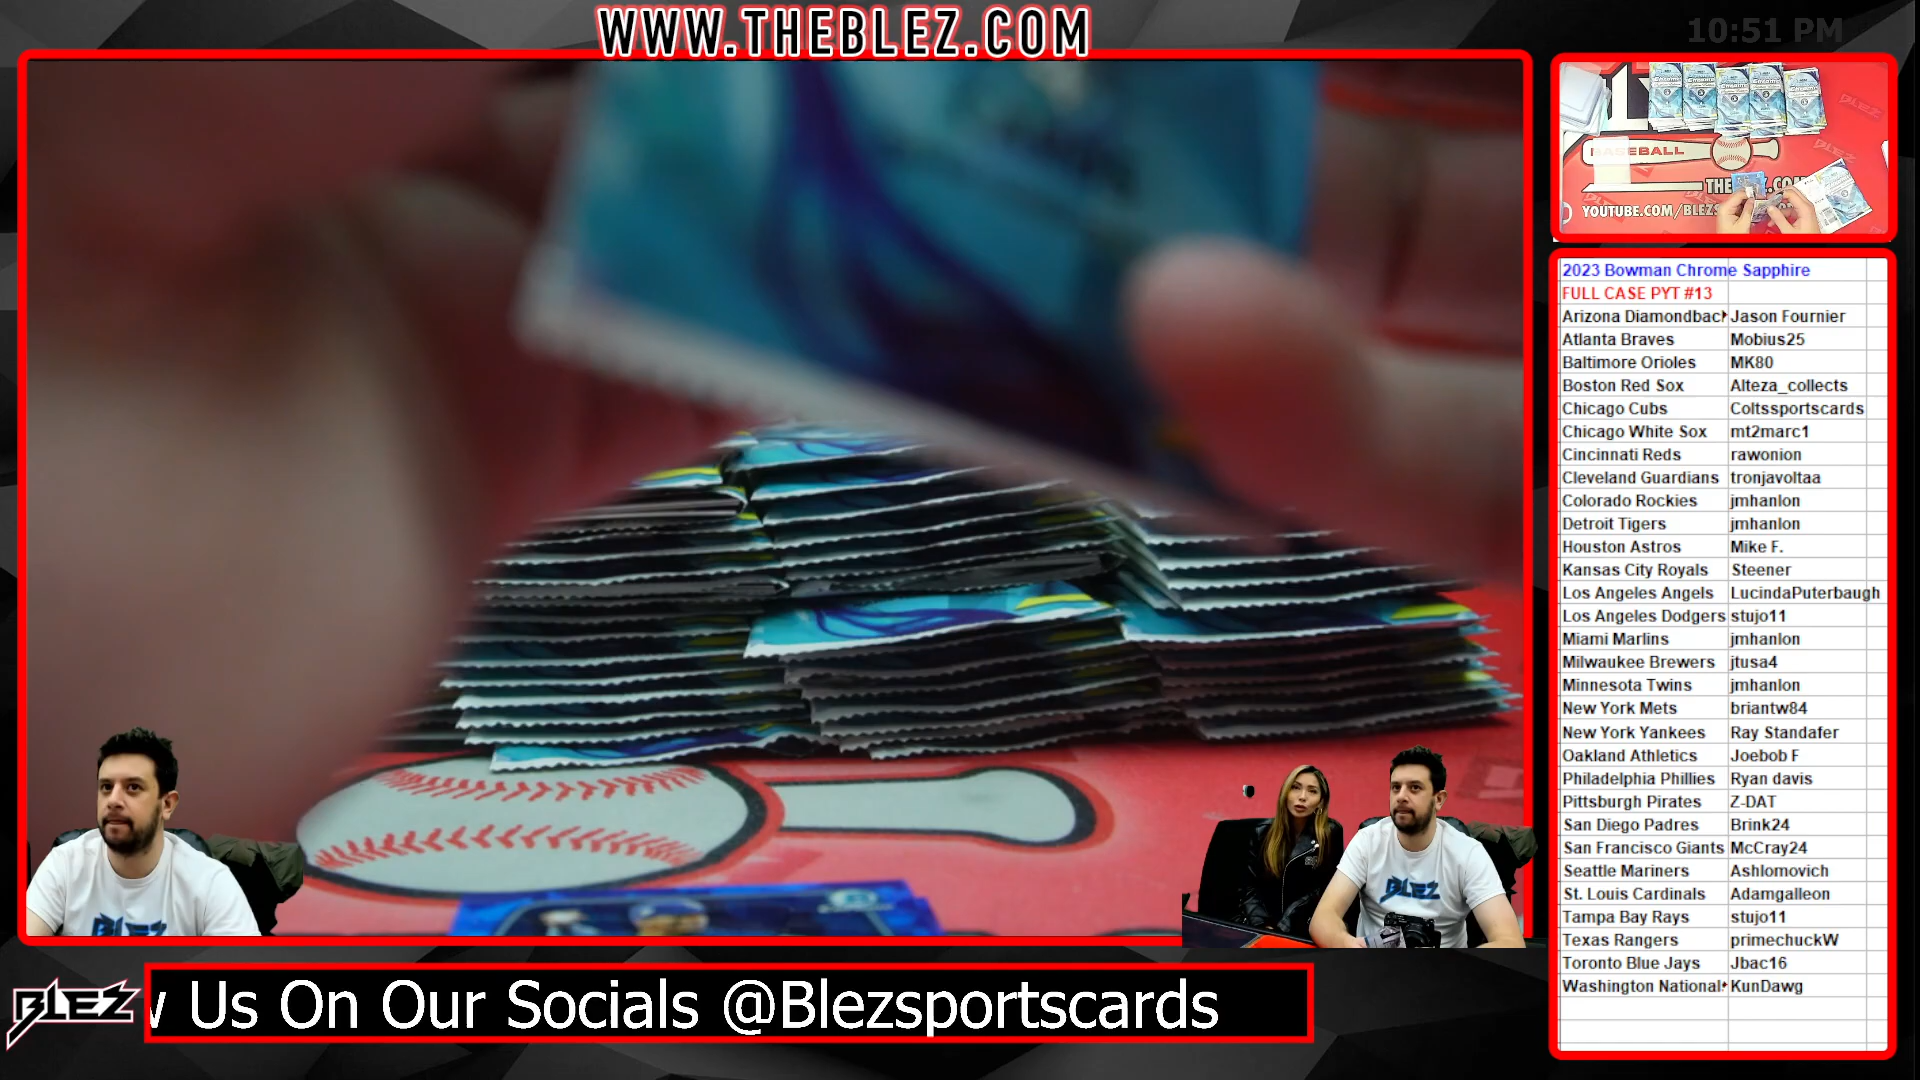 WWW.THEBLEZ.COM
10:51 PM
BASEBALL
YOUTUBE.COM/BLEZS
2023 Bowman Chrome Sapphire
FULL CASE PYT #13
Arizona Diamondbac Jason Fournier
Atlanta Braves Mobius25
Baltimore Orioles MK80
Boston Red Sox Alteza_collects
Chicago Cubs Coltssportscards
Chicago White Sox mt2marc1
Cincinnati Reds rawonion
Cleveland Guardians tronjavoltaa
Colorado Rockies jmhanlon
Detroit Tigers jmhanlon
Houston Astros Mike F.
Kansas City Royals Steener
Los Angeles Angels LucindaPuterbaugh
Los Angeles Dodgers stujo11
Miami Marlins jmhanlon
Milwaukee Brewers jtusa4
Minnesota Twins jmhanlon
New York Mets briantw84
New York Yankees Ray Standafer
Oakland Athletics Joebob F
Philadelphia Phillies Ryan davis
Pittsburgh Pirates Z-DAT
San Diego Padres Brink24
San Francisco Giants McCray24
Seattle Mariners Ashlomovich
St. Louis Cardinals Adamgalleon
Tampa Bay Rays stujo11
Texas Rangers primechuckW
Toronto Blue Jays Jbac16
Washington National KunDawg
BLEZ
BLEZ
BLEZ
w Us On Our Socials @Blezsportscards